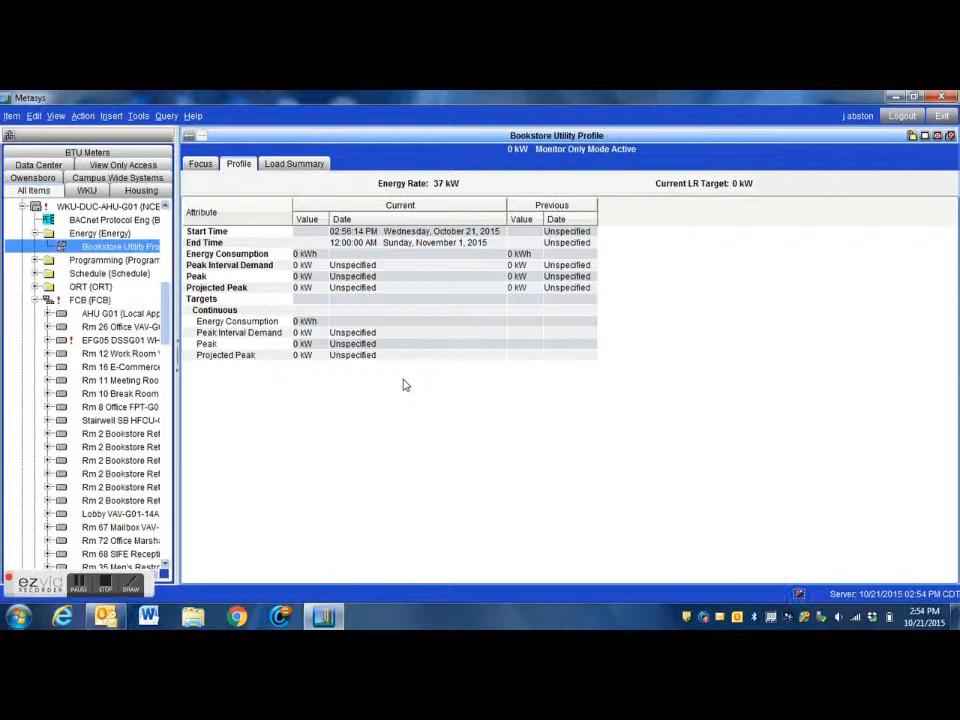 Metasys
Item Edit View Action Insert Tools Query Help
jabston Logout Exit
Bookstore Utility Profile
0 kW Monitor Only Mode Active
BTU Meters
Data Center View Only Access
Owensboro Campus Wide Systems
All Items WKU Housing
WKU-DUC-AHU-G01 {NCE
BACnet Protocol Eng {B
Energy {Energy}
Bookstore Utility Pro
Programming {Program
Schedule {Schedule}
ORT {ORT}
FCB {FCB}
AHU G01 {Local App
Rm 26 Office VAV-G
EFG05 DSSG01 WH
Rm 12 Work Room V
Rm 16 E-Commerce
Rm 11 Meeting Roo
Rm 10 Break Room
Rm 8 Office FPT-G0
Stairwell SB HFCU-G
Rm 2 Bookstore Ret
Rm 2 Bookstore Ret
Rm 2 Bookstore Ret
Rm 2 Bookstore Ret
Rm 2 Bookstore Ret
Rm 2 Bookstore Ret
Lobby VAV-G01-14A
Rm 67 Mailbox VAV-
Rm 72 Office Marsh
Rm 68 SIFE Recepti
Rm 35 Men's Restr
Focus Profile Load Summary
Energy Rate: 37 kW Current LR Target: 0 kW
Attribute Current Previous
Value Date Value Date
Start Time 02:56:14 PM Wednesday, October 21, 2015 Unspecified
End Time 12:00:00 AM Sunday, November 1, 2015 Unspecified
Energy Consumption 0 kWh 0 kWh
Peak Interval Demand 0 kW Unspecified 0 kW Unspecified
Peak 0 kW Unspecified 0 kW Unspecified
Projected Peak 0 kW Unspecified 0 kW Unspecified
Targets
Continuous
Energy Consumption 0 kWh
Peak Interval Demand 0 kW Unspecified
Peak 0 kW Unspecified
Projected Peak 0 kW Unspecified
ezvid
RECORDER
PAUSE STOP DRAW
Server: 10/21/2015 02:54 PM CDT
2:54 PM
10/21/2015